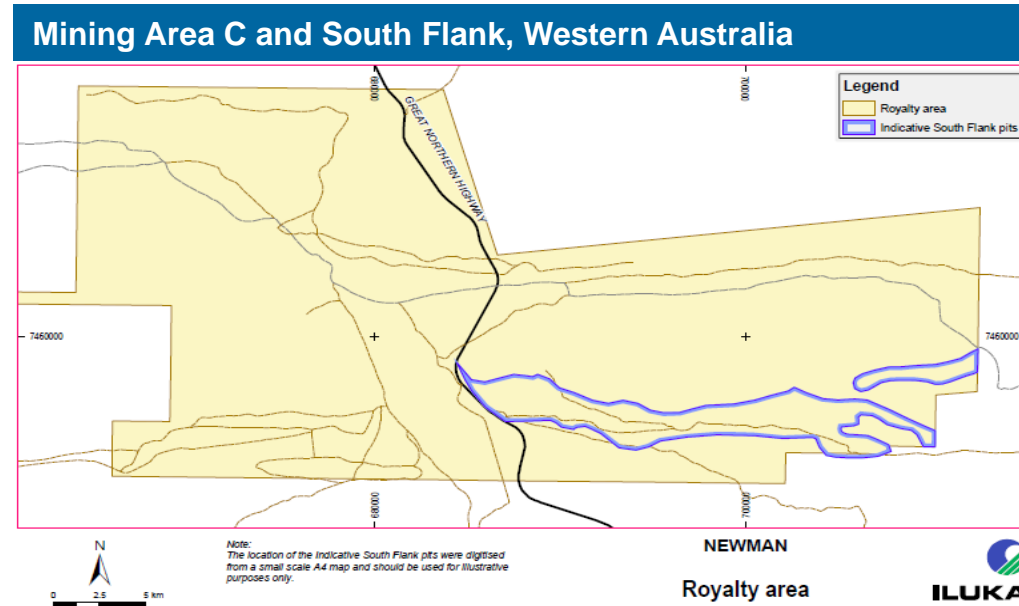 Mining Area C and South Flank, Western Australia
Legend
Royalty area
Indicative South Flank pits
680000
700000
GREAT NORTHERN HIGHWAY
7460000
7460000
680000
700000
N
0 2.5 5 km
Note:
The location of the Indicative South Flank pits were digitised
from a small scale A4 map and should be used for illustrative
purposes only.
NEWMAN
Royalty area
ILUKA